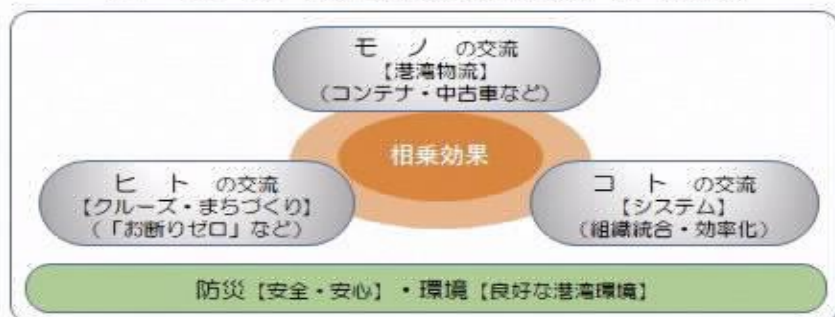 モ ノ の交流
【港湾物流】
（コンテナ・中古車など）
相乗効果
ヒ ト の交流
【クルーズ・まちづくり】
（「お断りゼロ」など）
コ ト の交流
【システム】
（組織統合・効率化）
防災【安全・安心】・環境【良好な港湾環境】